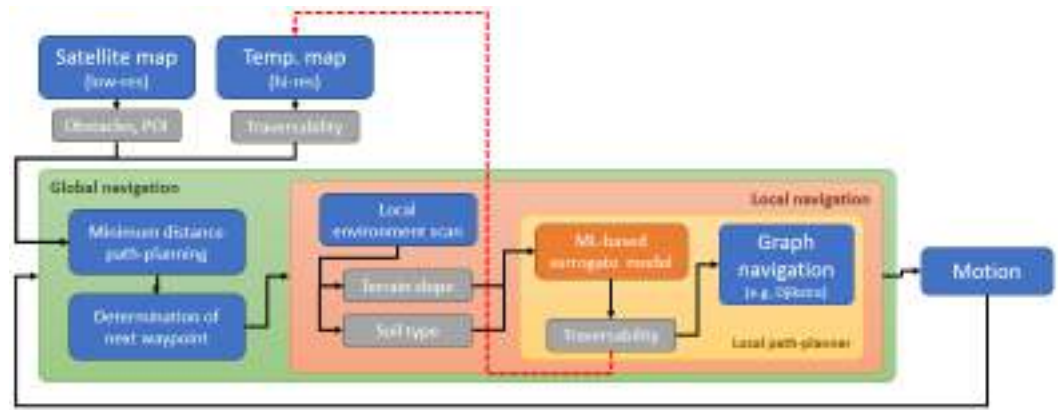 Satellite map
(low-res)
Temp. map
(hi-res)
Obstacles, POI
Traversability
Global navigation
Local navigation
Minimum distance
path-planning
Determination of
next waypoint
Local
environment scan
Terrain slope
Soil type
ML-based
surrogate model
Traversability
Graph
navigation
(e.g. Dijkstra)
Local path-planner
Motion